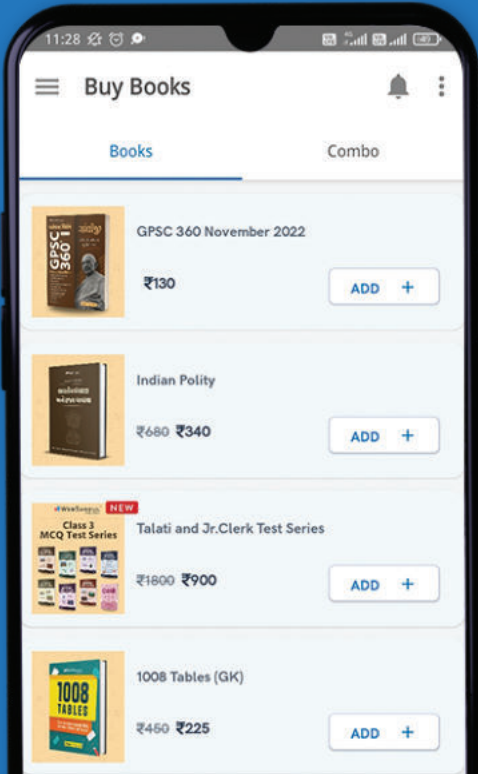 11:28
Buy Books
Books
Combo
GPSC 360
GPSC 360 November 2022
₹130
ADD +
Indian Polity
₹680 ₹340
ADD +
NEW
Class 3
MCQ Test Series
Talati and Jr.Clerk Test Series
₹1800 ₹900
ADD +
1008
TABLES
1008 Tables (GK)
₹450 ₹225
ADD +